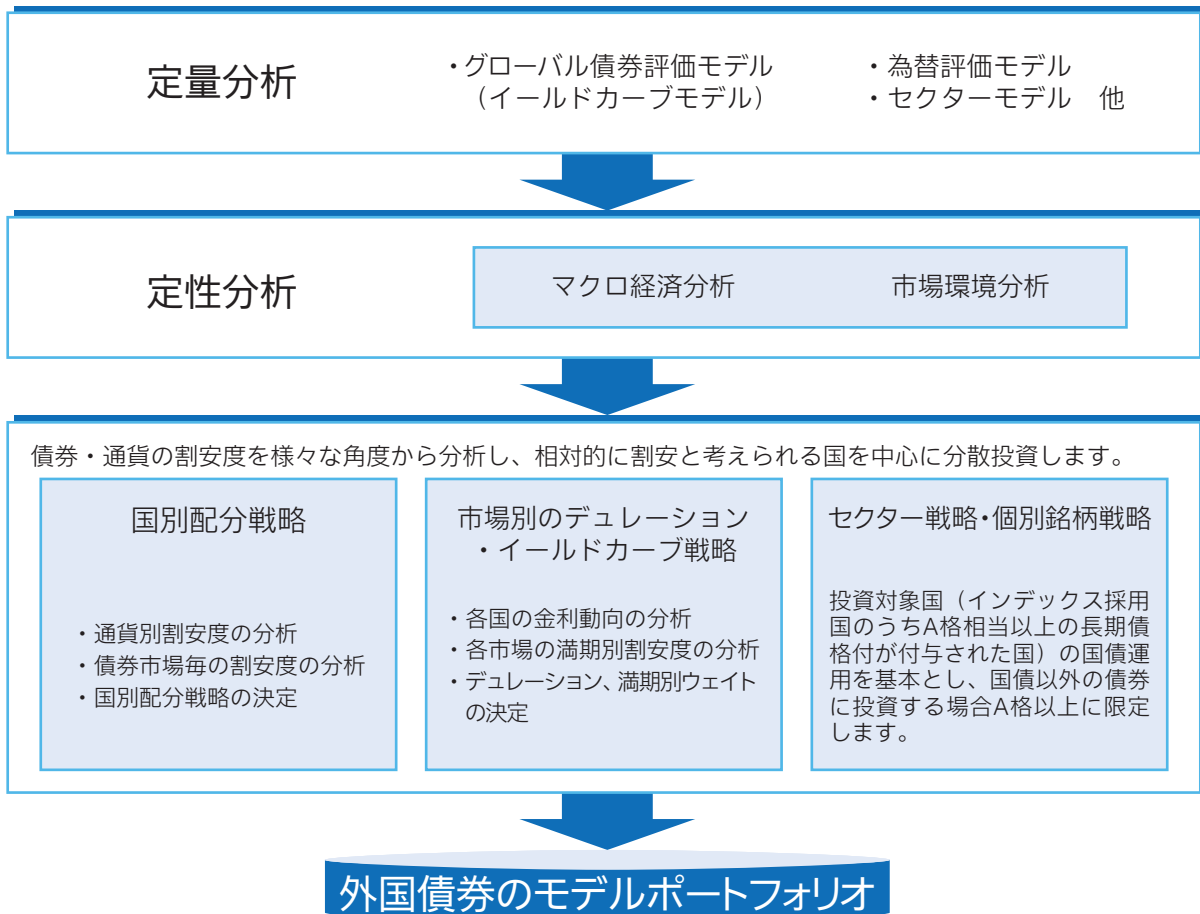 定量分析
・グローバル債券評価モデル
（イールドカーブモデル）
・為替評価モデル
・セクターモデル　他
定性分析
マクロ経済分析
市場環境分析
債券・通貨の割安度を様々な角度から分析し、相対的に割安と考えられる国を中心に分散投資します。
国別配分戦略
・通貨別割安度の分析
・債券市場毎の割安度の分析
・国別配分戦略の決定
市場別のデュレーション
・イールドカーブ戦略
・各国の金利動向の分析
・各市場の満期別割安度の分析
・デュレーション、満期別ウェイト
の決定
セクター戦略・個別銘柄戦略
投資対象国（インデックス採用
国のうちA格相当以上の長期債
格付が付与された国）の国債運
用を基本とし、国債以外の債券
に投資する場合A格以上に限定
します。
外国債券のモデルポートフォリオ